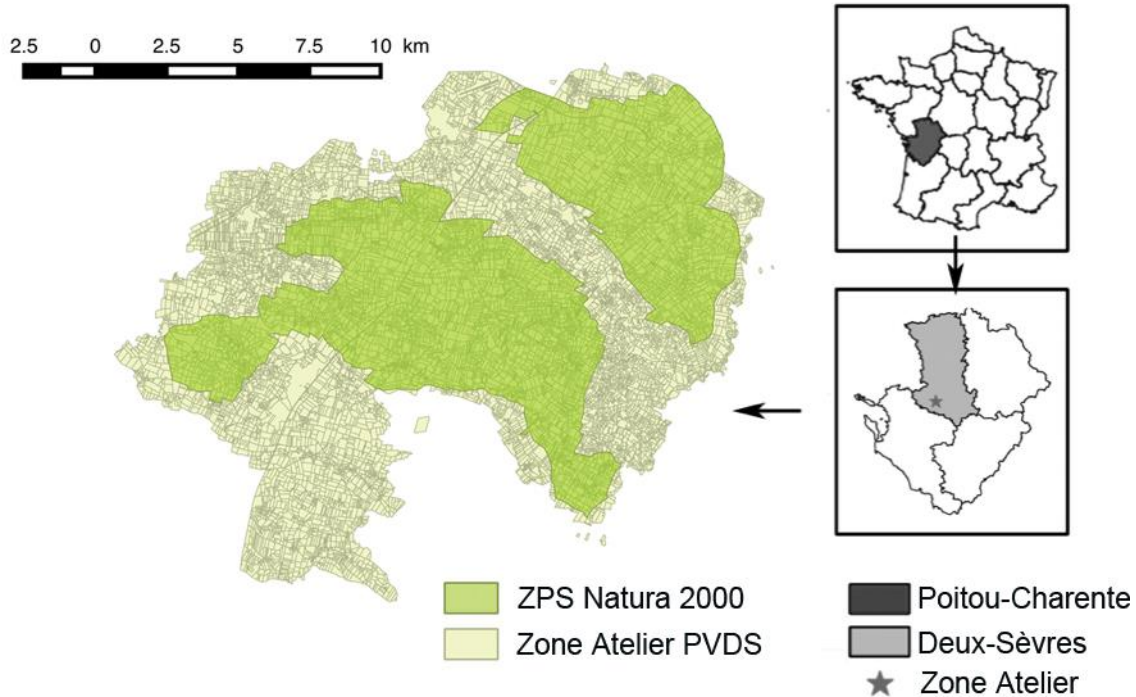 2.5 0 2.5 5 7.5 10 km
ZPS Natura 2000
Zone Atelier PVDS
Poitou-Charente
Deux-Sèvres
Zone Atelier